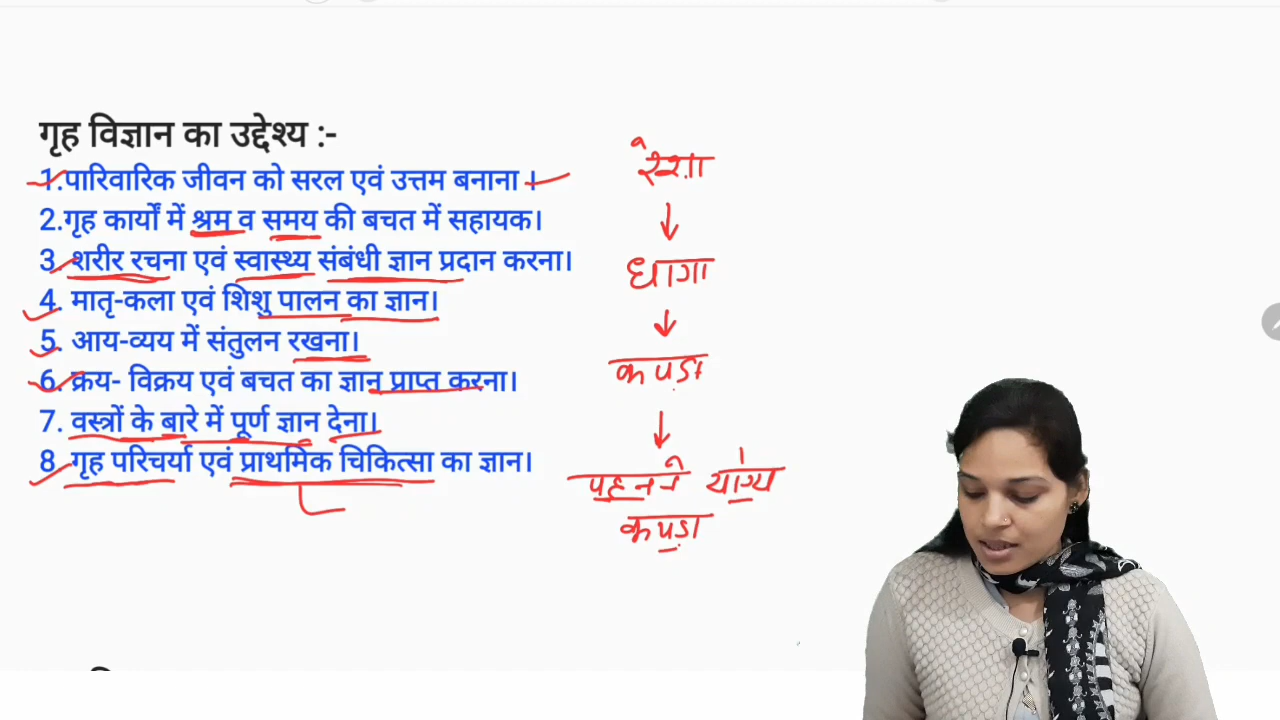 गृह विज्ञान का उद्देश्य :-
1.पारिवारिक जीवन को सरल एवं उत्तम बनाना ।
2.गृह कार्यों में श्रम व समय की बचत में सहायक।
3. शरीर रचना एवं स्वास्थ्य संबंधी ज्ञान प्रदान करना।
4. मातृ-कला एवं शिशु पालन का ज्ञान।
5. आय-व्यय में संतुलन रखना।
6. क्रय- विक्रय एवं बचत का ज्ञान प्राप्त करना।
7. वस्त्रों के बारे में पूर्ण ज्ञान देना।
8. गृह परिचर्या एवं प्राथमिक चिकित्सा का ज्ञान।
रेशा
↓
धागा
↓
कपड़ा
↓
पहनने योग्य
कपड़ा